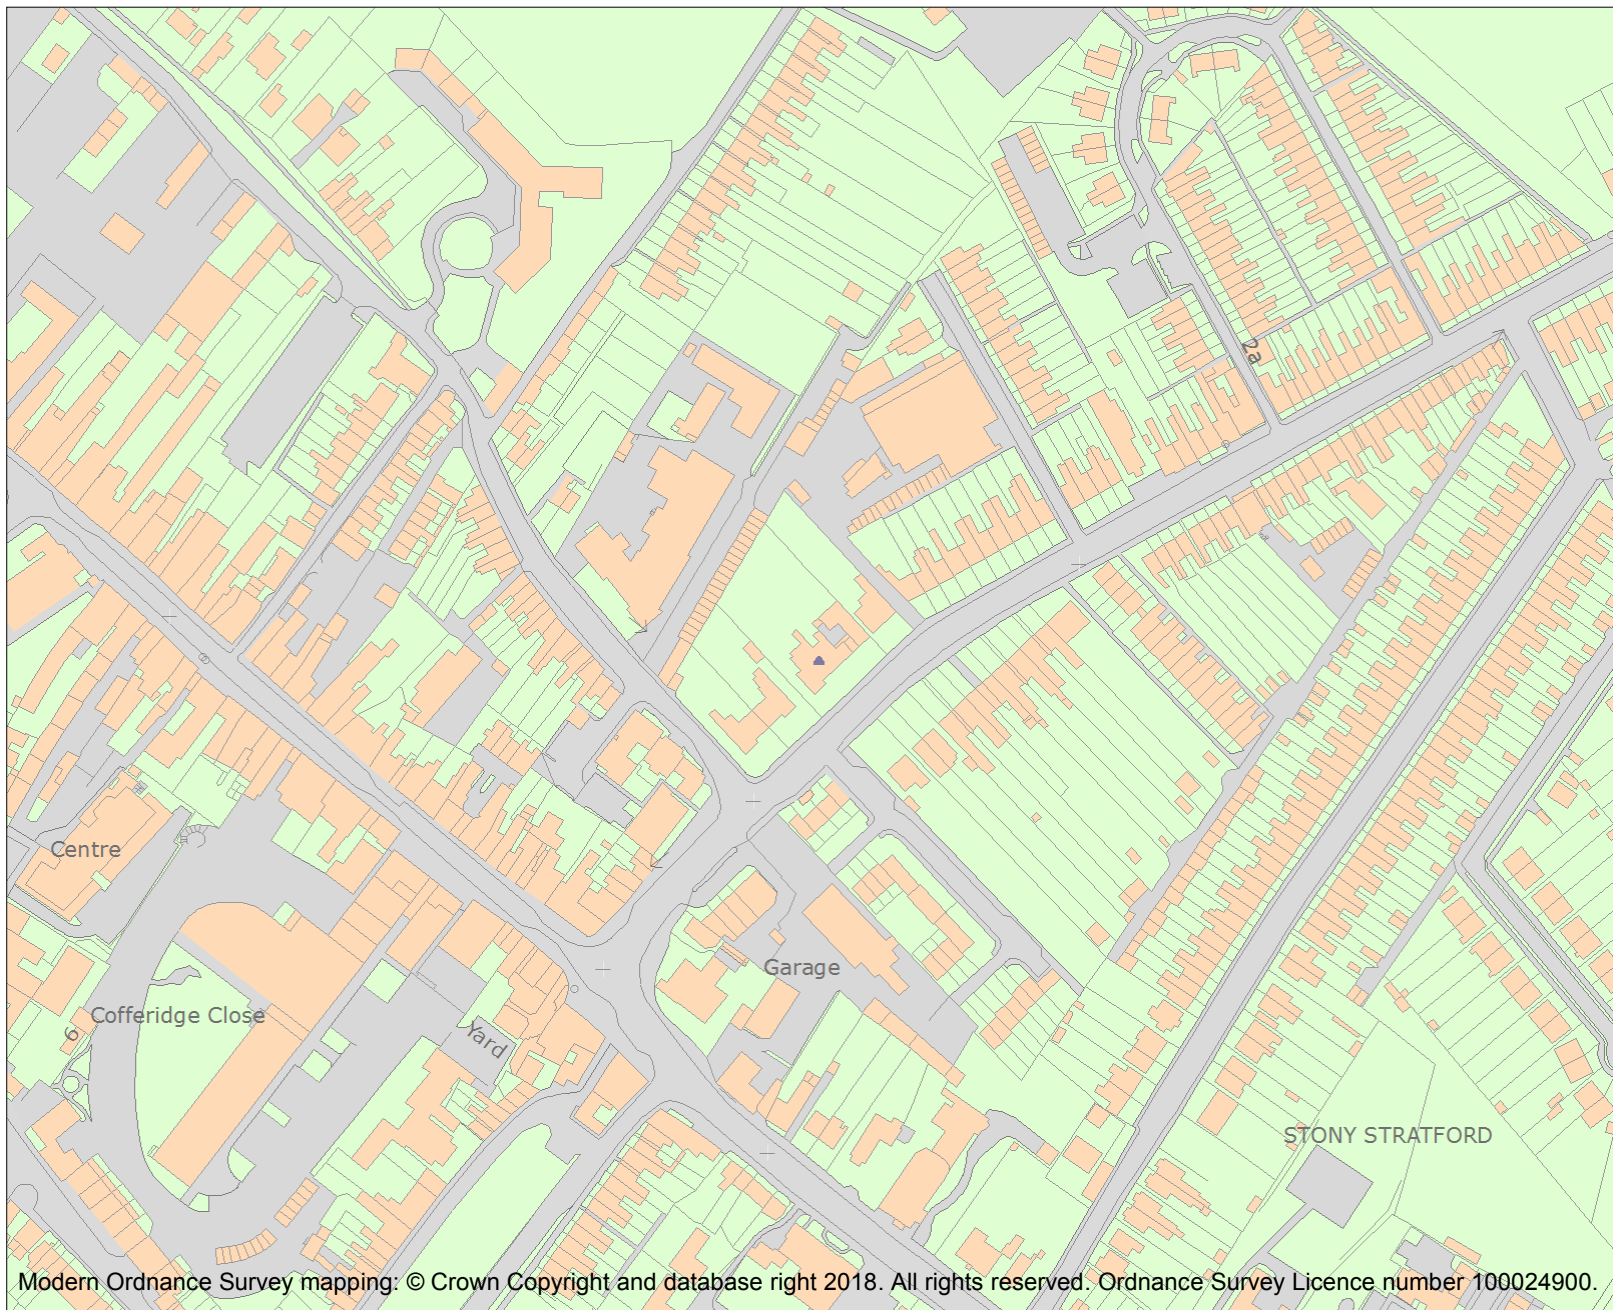 2a
Centre
Garage
Cofferidge Close
6
Yard
STONY STRATFORD
Modern Ordnance Survey mapping: © Crown Copyright and database right 2018. All rights reserved. Ordnance Survey Licence number 100024900.